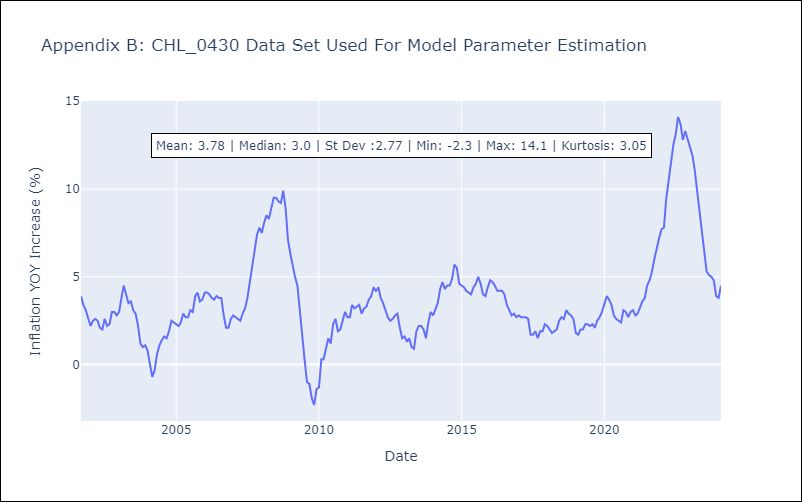 Appendix B: CHL_0430 Data Set Used For Model Parameter Estimation
15
Mean: 3.78 | Median: 3.0 | St Dev :2.77 | Min: -2.3 | Max: 14.1 | Kurtosis: 3.05
10
5
0
Inflation YOY Increase (%)
2005 2010 2015 2020
Date